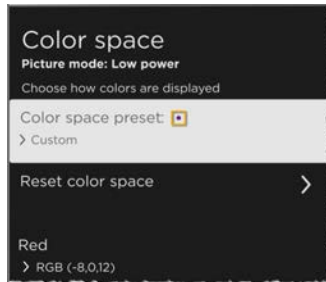 Color space
Picture mode: Low power
Choose how colors are displayed
Color space preset:
> Custom
Reset color space
Red
> RGB (-8,0,12)